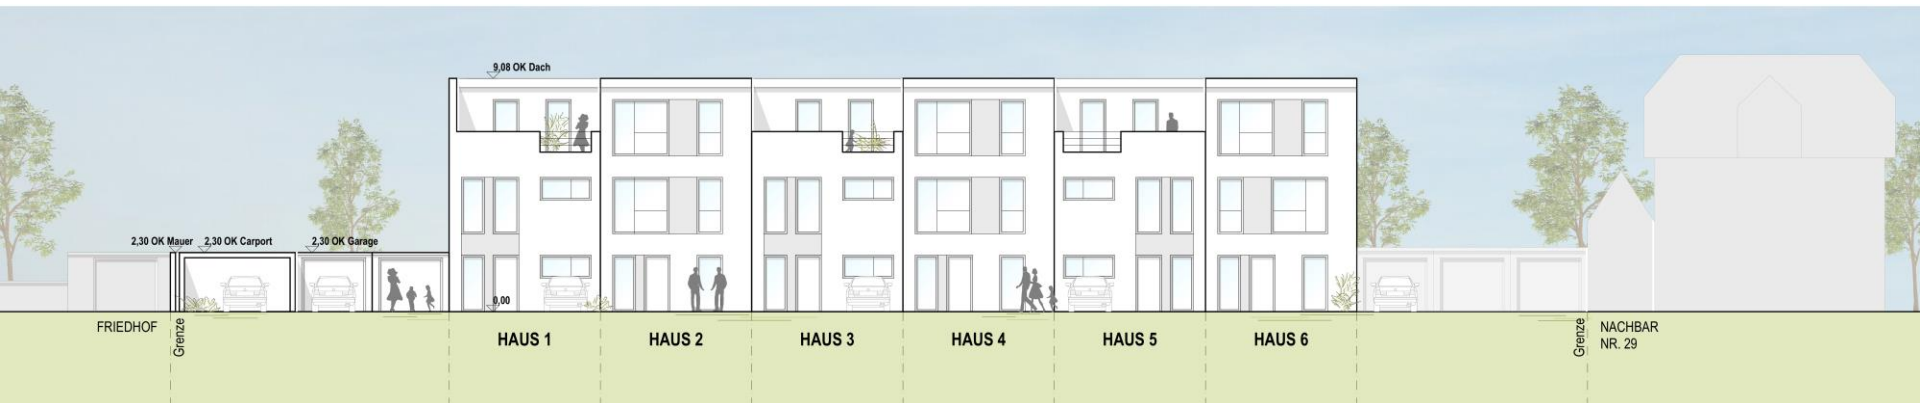 9,08 OK Dach
2,30 OK Mauer
2,30 OK Carport
2,30 OK Garage
0,00
FRIEDHOF
Grenze
HAUS 1
HAUS 2
HAUS 3
HAUS 4
HAUS 5
HAUS 6
Grenze
NACHBAR
NR. 29